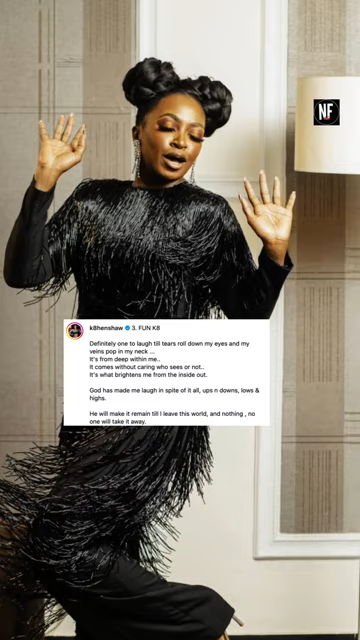 NF
k8henshaw 3. FUN K8
Definitely one to laugh till tears roll down my eyes and my
veins pop in my neck ...
It's from deep within me..
It comes without caring who sees or not..
It's what brightens me from the inside out.
God has made me laugh in spite of it all, ups n downs, lows &
highs.
He will make it remain till I leave this world, and nothing , no
one will take it away.